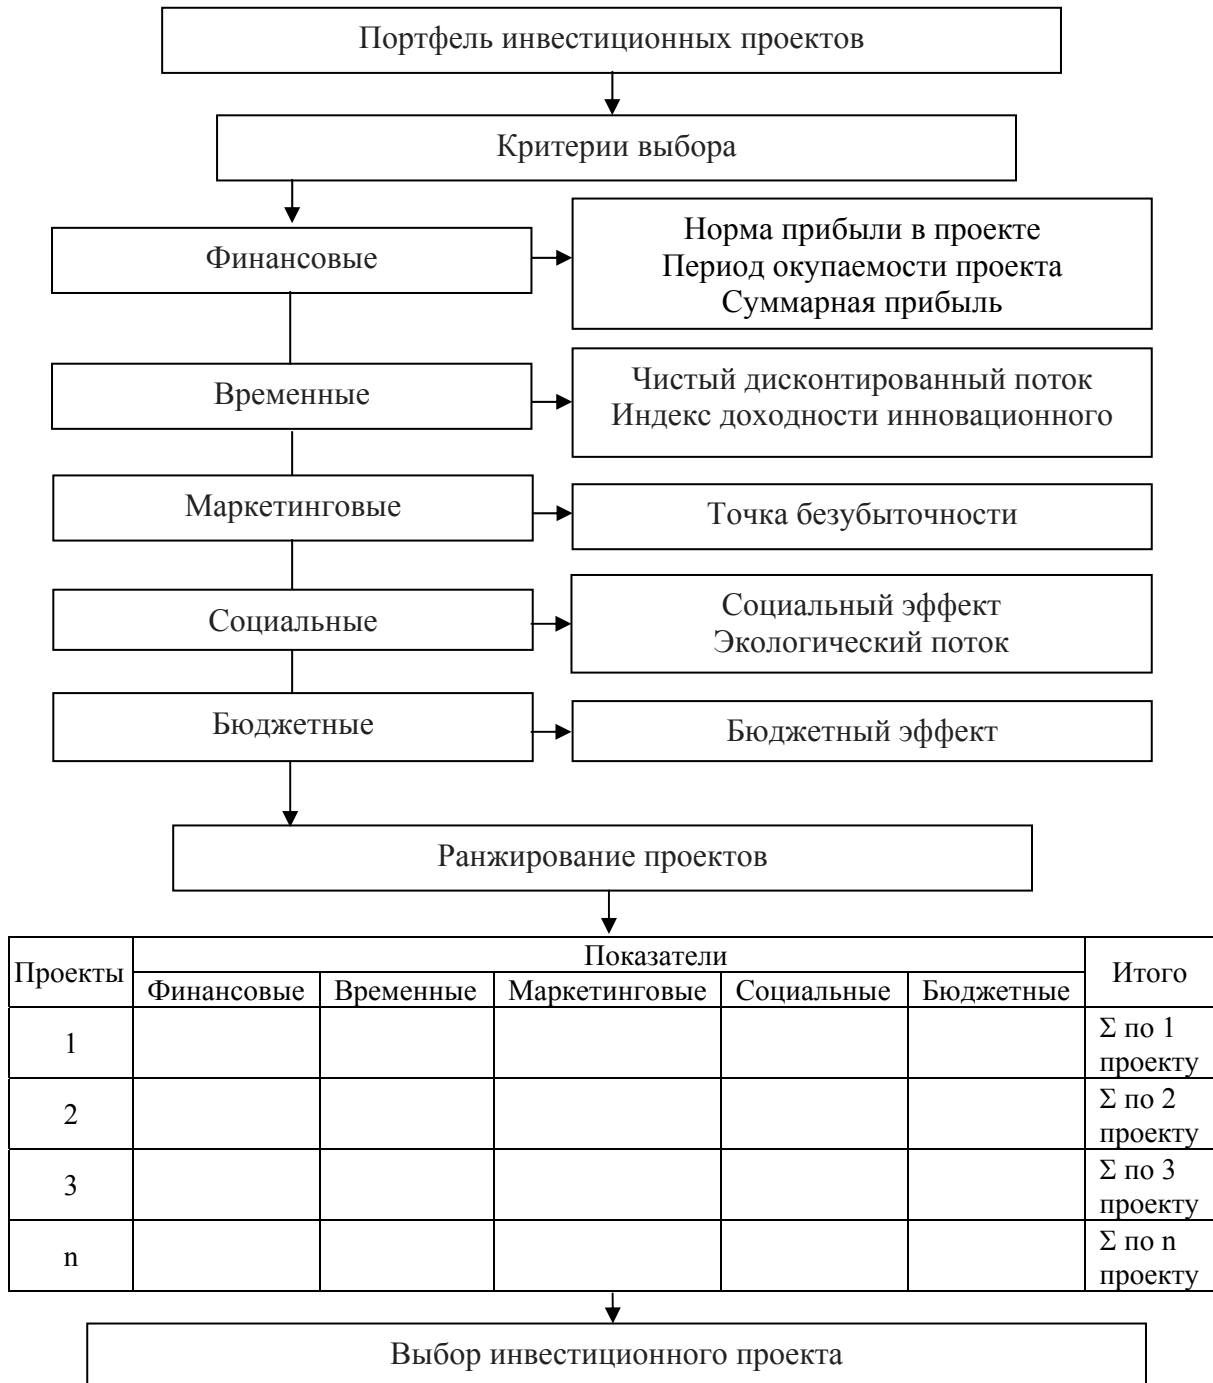 Портфель инвестиционных проектов
Критерии выбора
Финансовые
Норма прибыли в проекте
Период окупаемости проекта
Суммарная прибыль
Временные
Чистый дисконтированный поток
Индекс доходности инновационного
Маркетинговые
Точка безубыточности
Социальные
Социальный эффект
Экологический поток
Бюджетные
Бюджетный эффект
Ранжирование проектов
Проекты
Показатели
Итого
Финансовые
Временные
Маркетинговые
Социальные
Бюджетные
1
Σ по 1
проекту
2
Σ по 2
проекту
3
Σ по 3
проекту
n
Σ по n
проекту
Выбор инвестиционного проекта